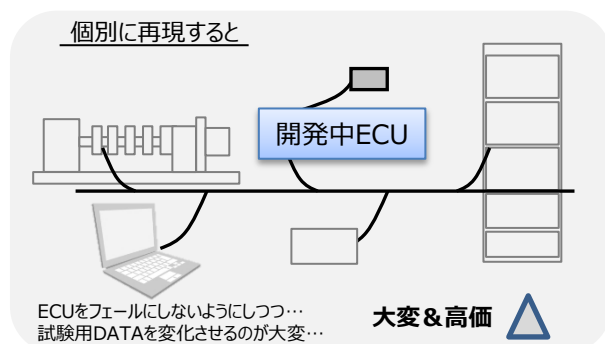 個別に再現すると
開発中ECU
ECUをフェールにしないようにしつつ…
試験用DATAを変化させるのが大変…
大変&高価